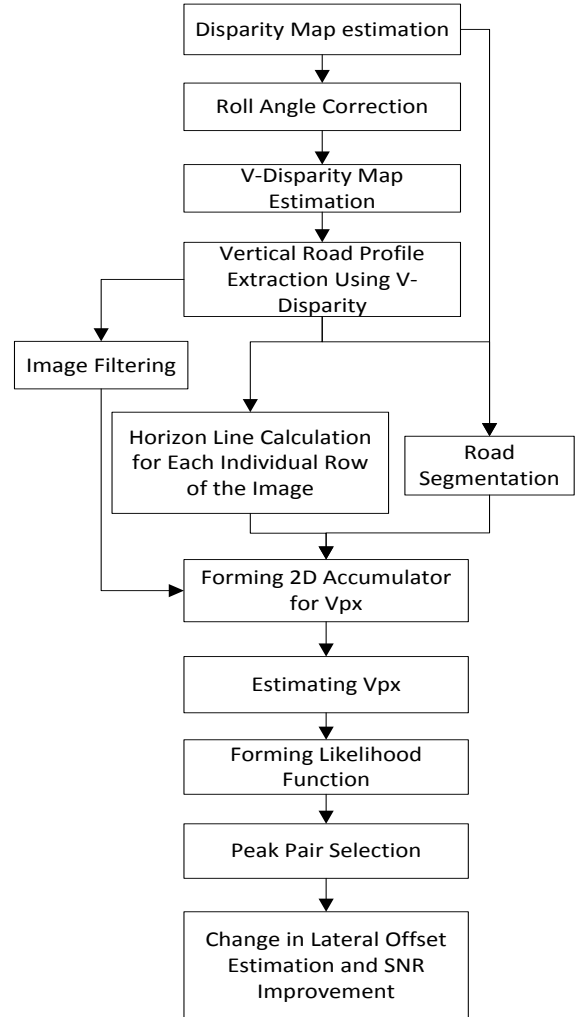 Disparity Map estimation
Roll Angle Correction
V-Disparity Map
Estimation
Vertical Road Profile
Extraction Using V-
Disparity
Image Filtering
Horizon Line Calculation
for Each Individual Row
of the Image
Road
Segmentation
Forming 2D Accumulator
for Vpx
Estimating Vpx
Forming Likelihood
Function
Peak Pair Selection
Change in Lateral Offset
Estimation and SNR
Improvement